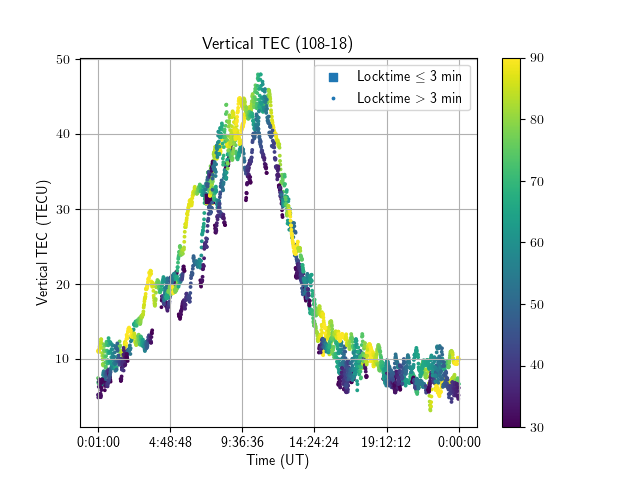 Vertical TEC (108-18)
Locktime ≤ 3 min
Locktime > 3 min
50
40
30
20
10
Vertical TEC (TECU)
0:01:00 4:48:48 9:36:36 14:24:24 19:12:12 0:00:00
Time (UT)
90
80
70
60
50
40
30